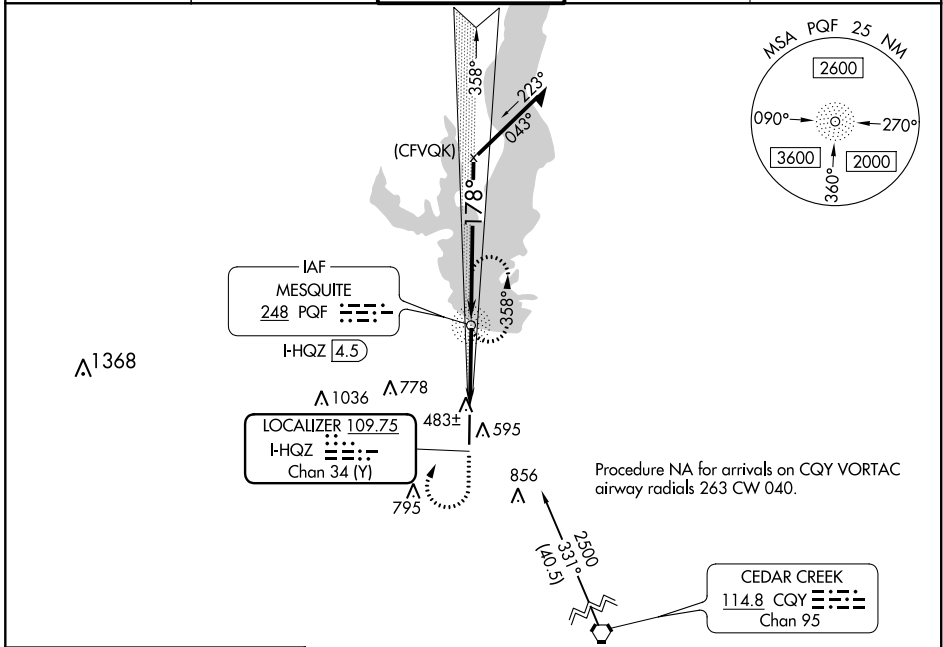 MSA PQF 25 NM
2600
090°
270°
3600
2000
360°
358°
223°
043°
(CFVQK)
178°
358°
IAF
MESQUITE
248 PQF
I-HQZ 4.5
1368
1036
778
483±
595
LOCALIZER 109.75
I-HQZ
Chan 34 (Y)
795
856
Procedure NA for arrivals on CQY VORTAC
airway radials 263 CW 040.
2500
331°
(40.5)
CEDAR CREEK
114.8 CQY
Chan 95